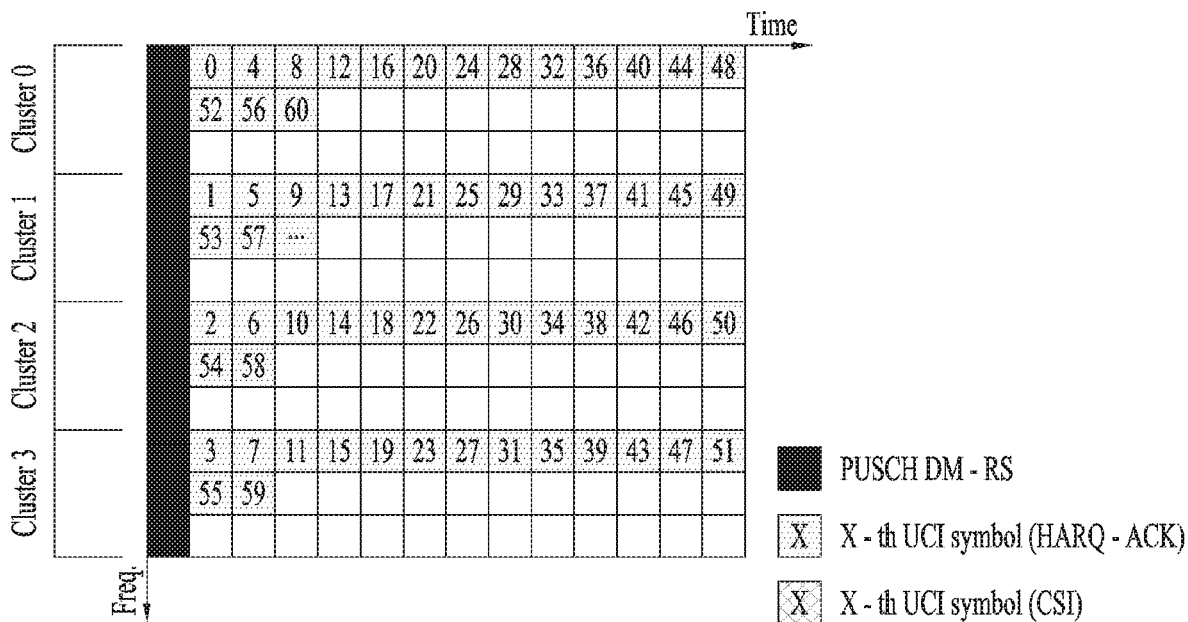 Time
Cluster 0
0 4 8 12 16 20 24 28 32 36 40 44 48
52 56 60
Cluster 1
1 5 9 13 17 21 25 29 33 37 41 45 49
53 57 ...
Cluster 2
2 6 10 14 18 22 26 30 34 38 42 46 50
54 58
Cluster 3
3 7 11 15 19 23 27 31 35 39 43 47 51
55 59
Freq.
PUSCH DM - RS
X X - th UCI symbol (HARQ - ACK)
X X - th UCI symbol (CSI)